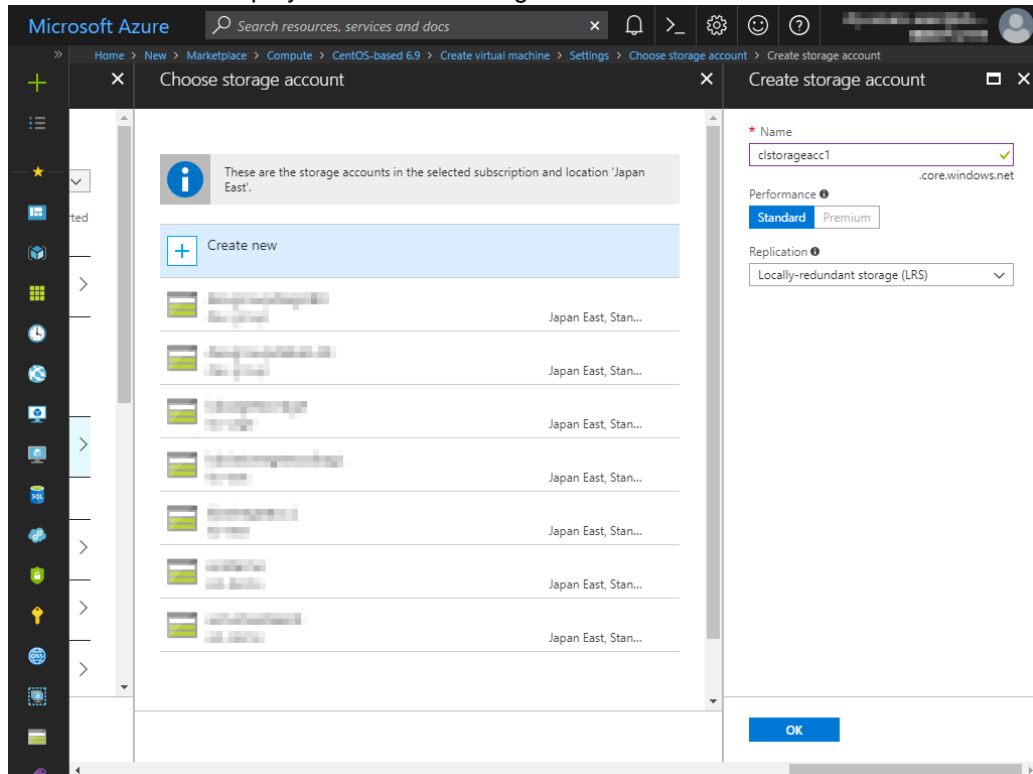 Microsoft Azure
Search resources, services and docs
Home > New > Marketplace > Compute > CentOS-based 6.9 > Create virtual machine > Settings > Choose storage account > Create storage account
Choose storage account
These are the storage accounts in the selected subscription and location 'Japan
East'.
Create new
Japan East, Stan...
Japan East, Stan...
Japan East, Stan...
Japan East, Stan...
Japan East, Stan...
Japan East, Stan...
Japan East, Stan...
Create storage account
* Name
clstorageacc1
.core.windows.net
Performance
Standard Premium
Replication
Locally-redundant storage (LRS)
OK
SQL
DNS